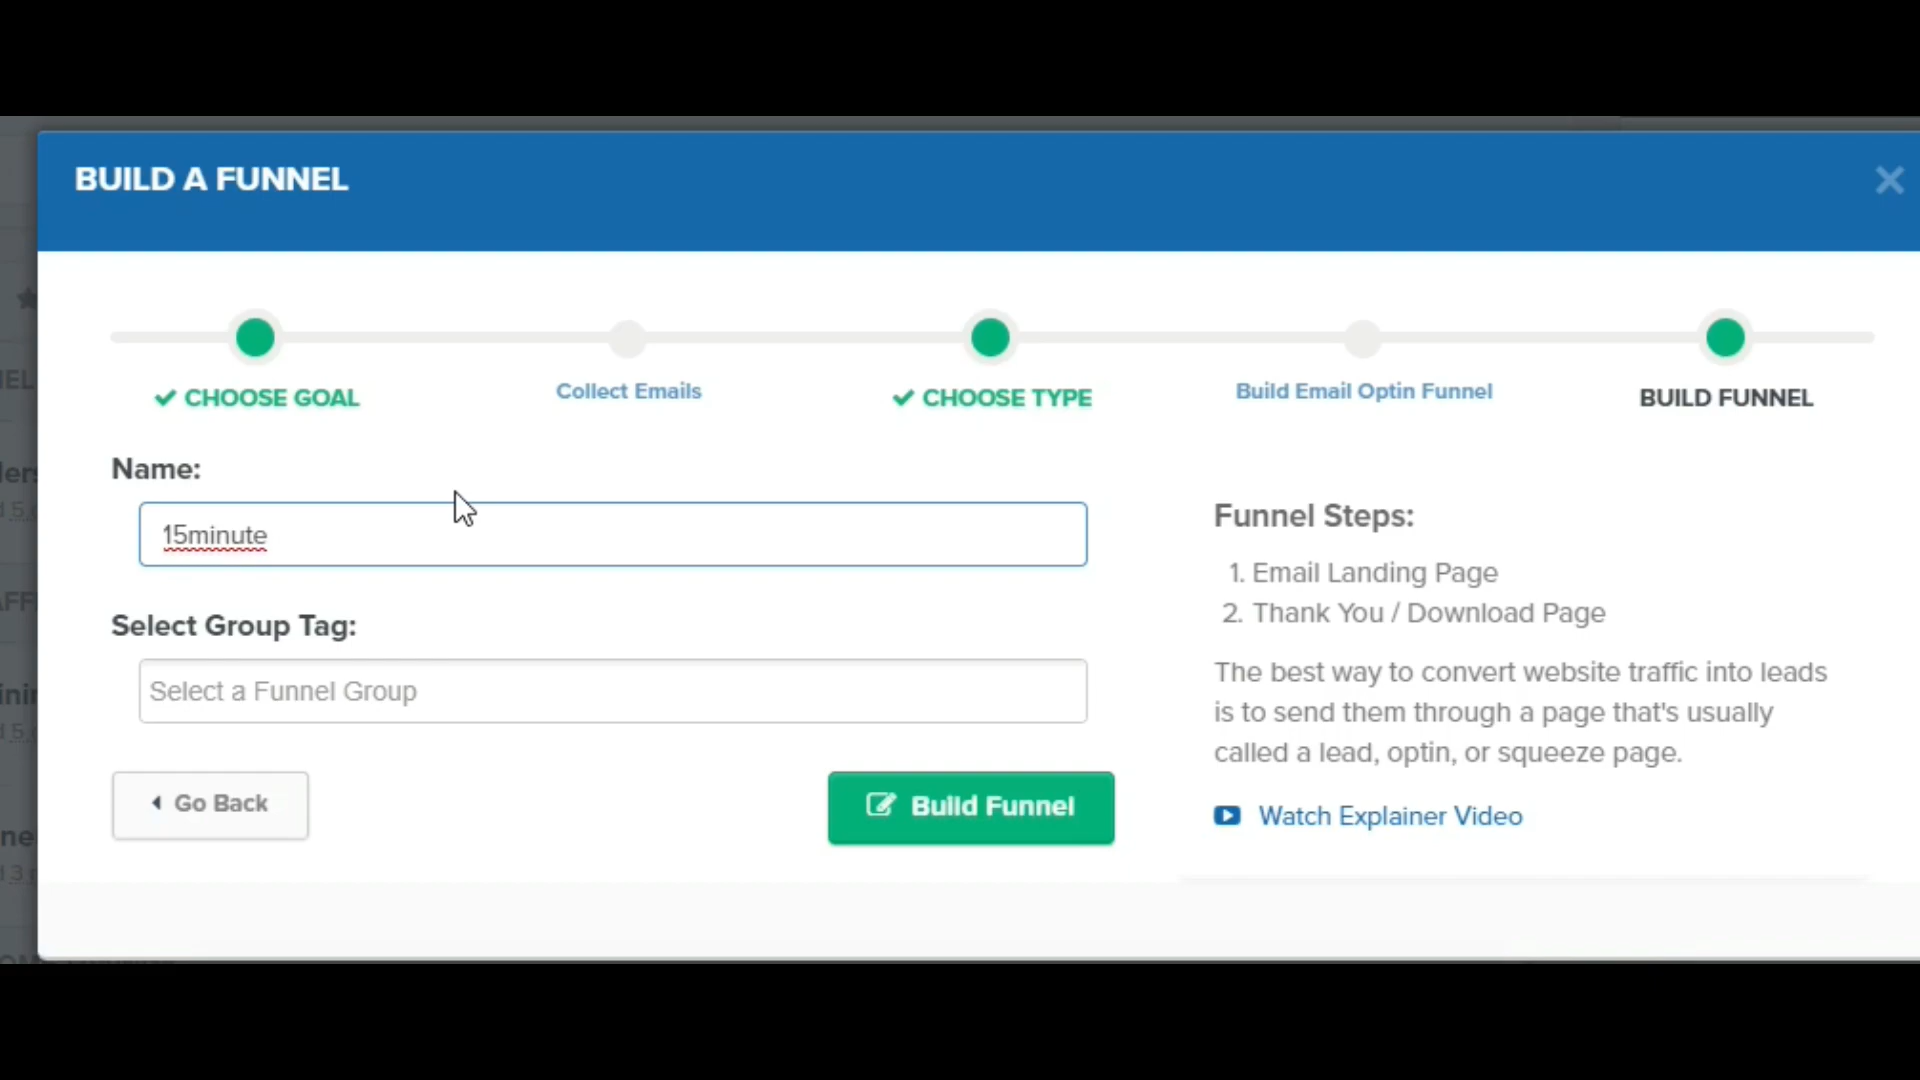 BUILD A FUNNEL
CHOOSE GOAL
Collect Emails
CHOOSE TYPE
Build Email Optin Funnel
BUILD FUNNEL
Name:
15minute
Select Group Tag:
Select a Funnel Group
Go Back
Build Funnel
Funnel Steps:
1. Email Landing Page
2. Thank You / Download Page
The best way to convert website traffic into leads
is to send them through a page that's usually
called a lead, optin, or squeeze page.
Watch Explainer Video